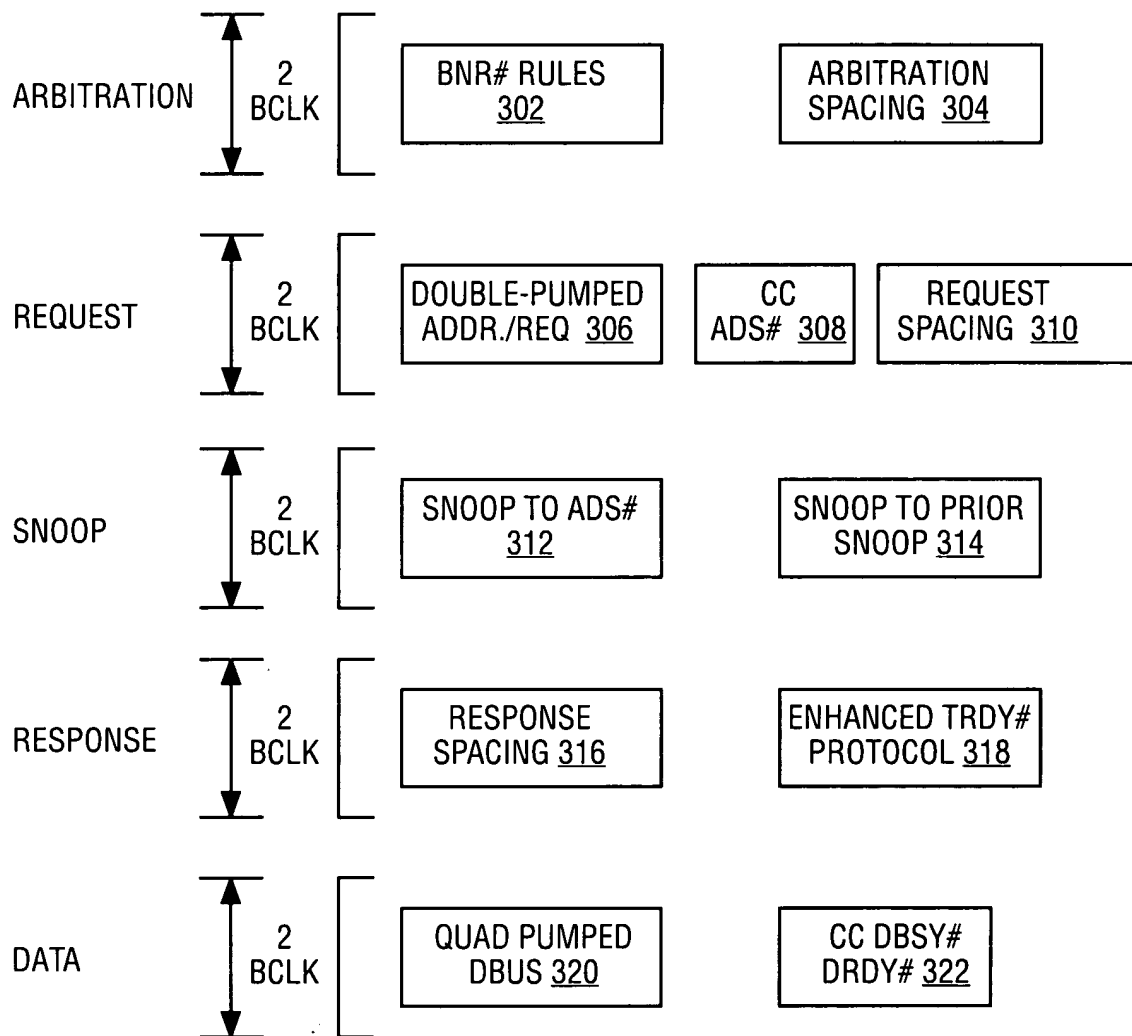 ARBITRATION
2
BCLK
BNR# RULES
302
ARBITRATION
SPACING 304
REQUEST
2
BCLK
DOUBLE-PUMPED
ADDR./REQ 306
CC
ADS# 308
REQUEST
SPACING 310
SNOOP
2
BCLK
SNOOP TO ADS#
312
SNOOP TO PRIOR
SNOOP 314
RESPONSE
2
BCLK
RESPONSE
SPACING 316
ENHANCED TRDY#
PROTOCOL 318
DATA
2
BCLK
QUAD PUMPED
DBUS 320
CC DBSY#
DRDY# 322